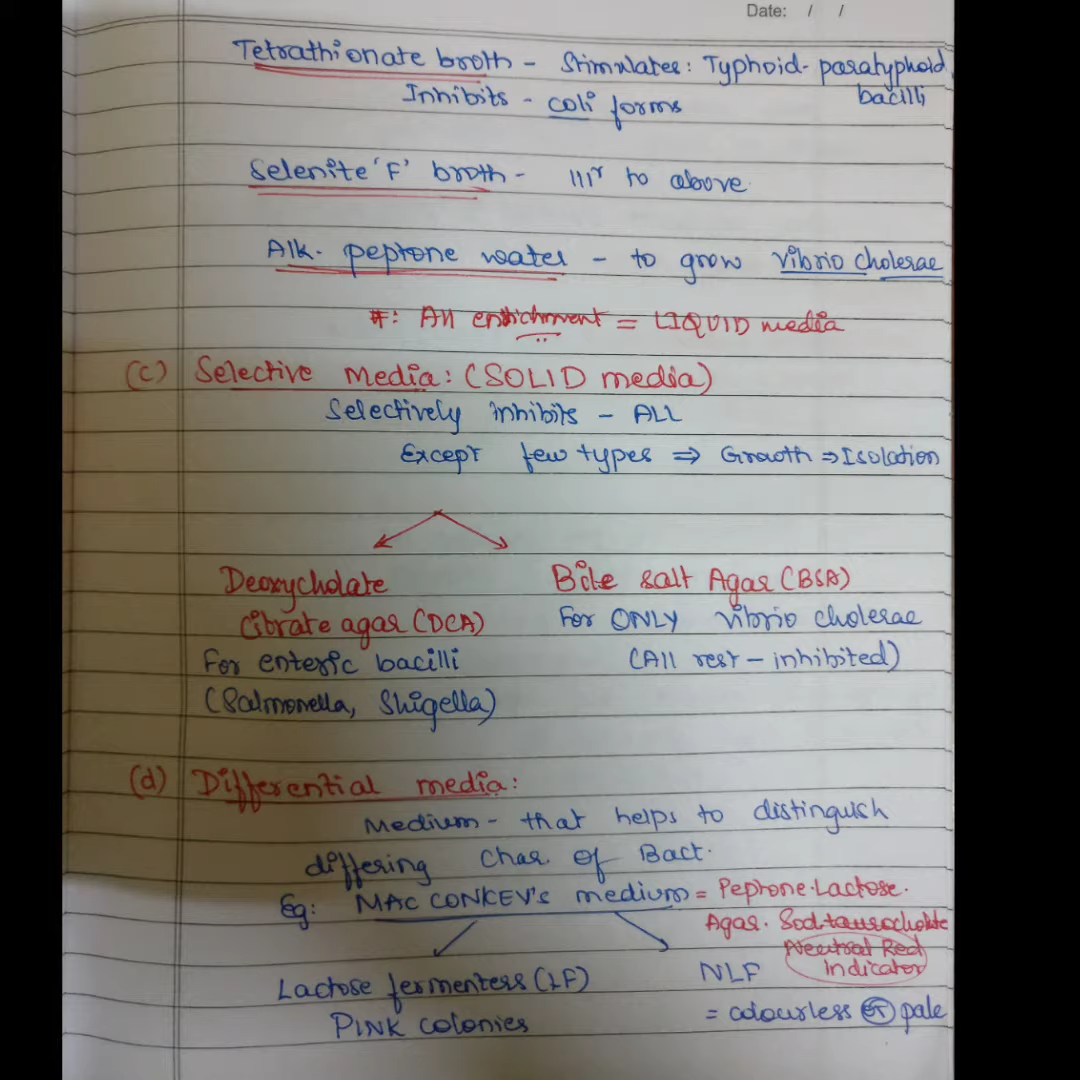 Date: / /
Tetrathionate broth - Stimulates: Typhoid-paratyphoid
bacilli
Inhibits - coli forms
Selenite 'F' broth - |||r to above.
Alk. peptone water - to grow Vibrio cholerae
#: All enrichment = LIQUID media
(c) Selective Media: (SOLID media)
Selectively inhibits - ALL
Except few types ⇒ Growth ⇒ Isolation
Deoxycholate
Citrate agar (DCA)
For enteric bacilli
(Salmonella, Shigella)
Bile salt Agar (BSA)
For ONLY Vibrio cholerae
(All rest - inhibited)
(d) Differential media:
Medium - that helps to distinguish
differing Char. of Bact.
Eg: MAC CONKEY's medium = Peptone. Lactose.
Agar. Sod. taurocholate
Neutral Red
Indicator
Lactose fermenters (LF)
PINK colonies
NLF
= colourless or pale